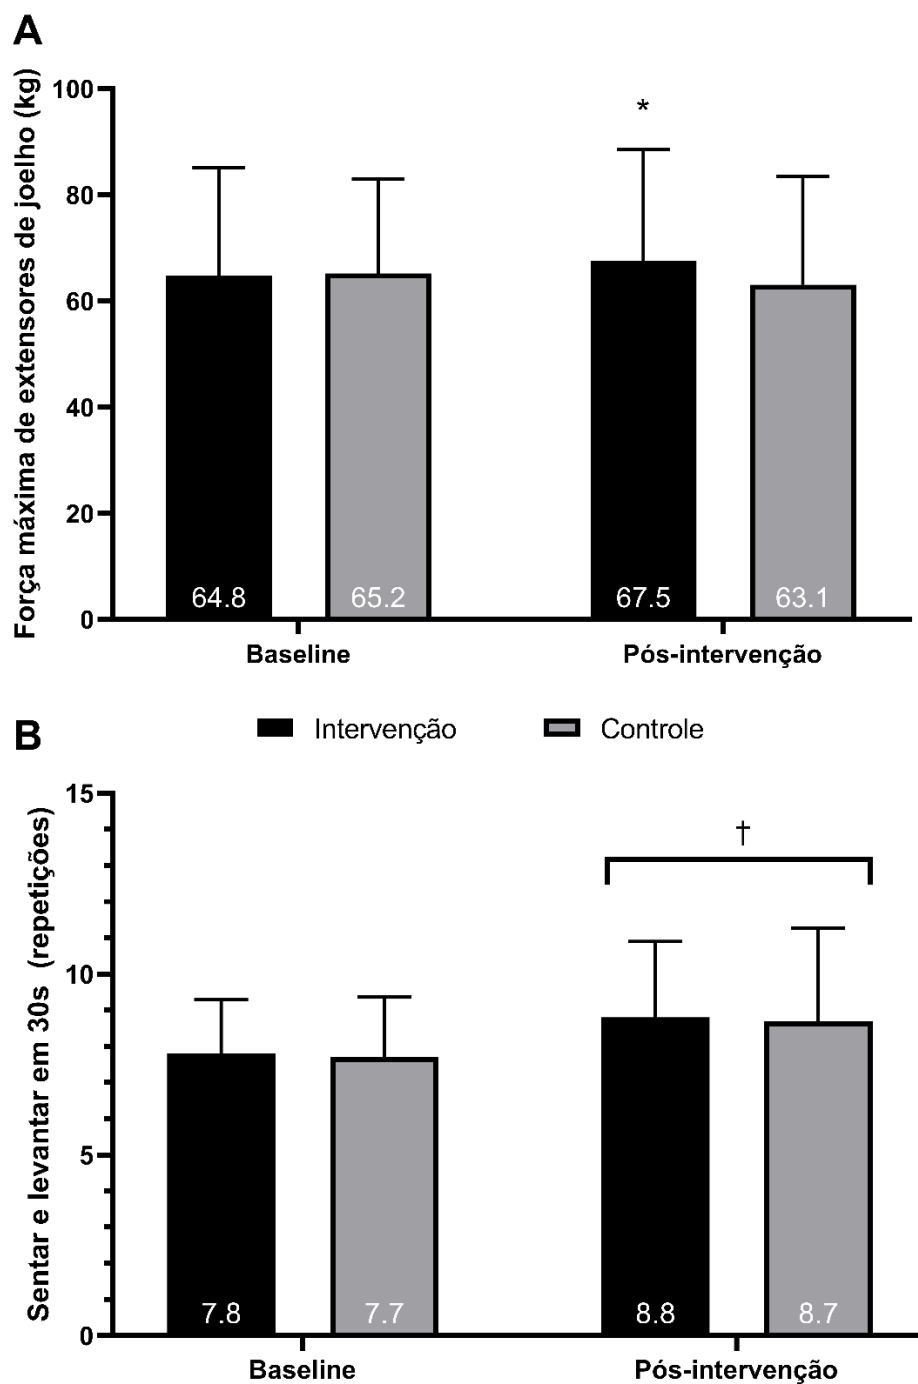 A
Força máxima de extensores de joelho (kg)
100
80
60
40
20
0
*
64.8
65.2
67.5
63.1
Baseline
Pós-intervenção
B
Intervenção
Controle
Sentar e levantar em 30s (repetições)
15
10
5
0
†
7.8
7.7
8.8
8.7
Baseline
Pós-intervenção